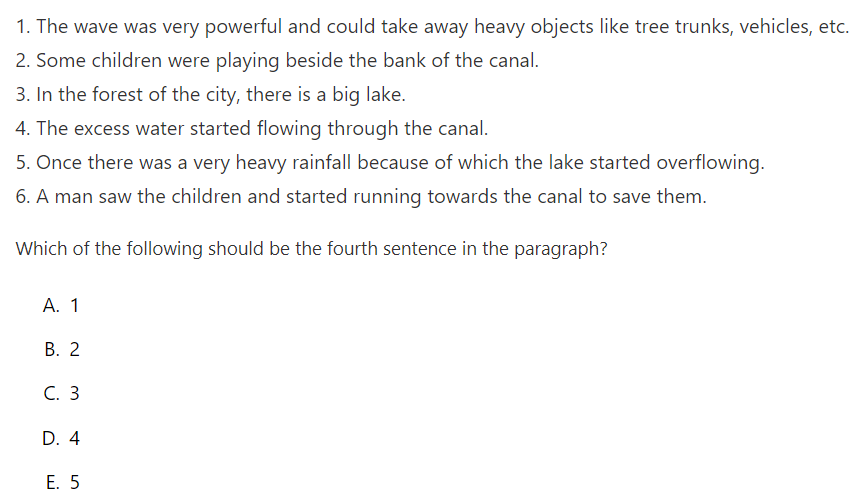 1. The wave was very powerful and could take away heavy objects like tree trunks, vehicles, etc.
2. Some children were playing beside the bank of the canal.
3. In the forest of the city, there is a big lake.
4. The excess water started flowing through the canal.
5. Once there was a very heavy rainfall because of which the lake started overflowing.
6. A man saw the children and started running towards the canal to save them.
Which of the following should be the fourth sentence in the paragraph?
A. 1
B. 2
C. 3
D. 4
E. 5